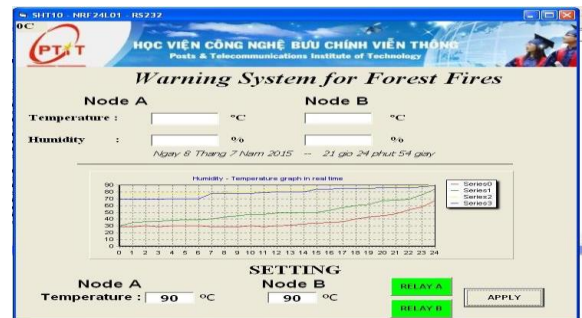 SHT10 - NRF24L01 - RS232
0C
PTIT
HỌC VIỆN CÔNG NGHỆ BƯU CHÍNH VIỄN THÔNG
Posts & Telecommunications Institute of Technology
Warning System for Forest Fires
Node A Node B
Temperature : °C °C
Humidity : % %
Ngay 8 Thang 7 Nam 2015 -- 21 gio 24 phut 54 giay
Humidity - Temperature graph in real time
90
80
70
60
50
40
30
20
10
0
0 1 2 3 4 5 6 7 8 9 10 11 12 13 14 15 16 17 18 19 20 21 22 23 24
Series0
Series1
Series2
Series3
SETTING
Node A Node B
Temperature : 90 °C 90 °C
RELAY A
RELAY B
APPLY